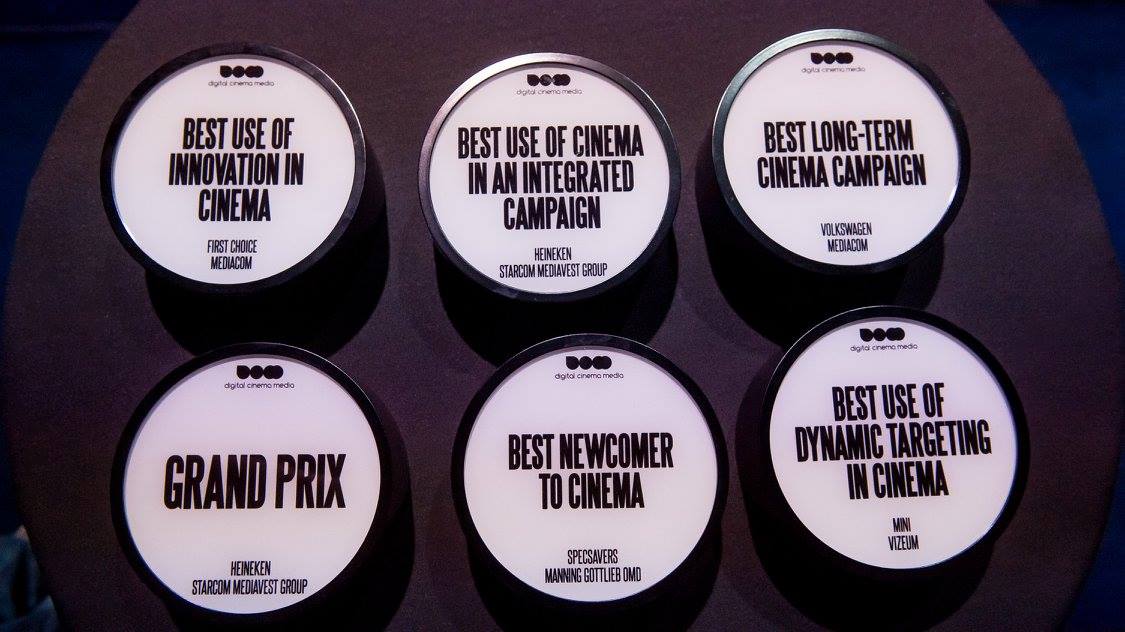 digital cinema media
BEST USE OF
INNOVATION IN
CINEMA
FIRST CHOICE
MEDIACOM
digital cinema media
BEST USE OF CINEMA
IN AN INTEGRATED
CAMPAIGN
HEINEKEN
STARCOM MEDIAVEST GROUP
digital cinema media
BEST LONG-TERM
CINEMA CAMPAIGN
VOLKSWAGEN
MEDIACOM
digital cinema media
GRAND PRIX
HEINEKEN
STARCOM MEDIAVEST GROUP
digital cinema media
BEST NEWCOMER
TO CINEMA
SPECSAVERS
MANNING GOTTLIEB OMD
digital cinema media
BEST USE OF
DYNAMIC TARGETING
IN CINEMA
MINI
VIZEUM